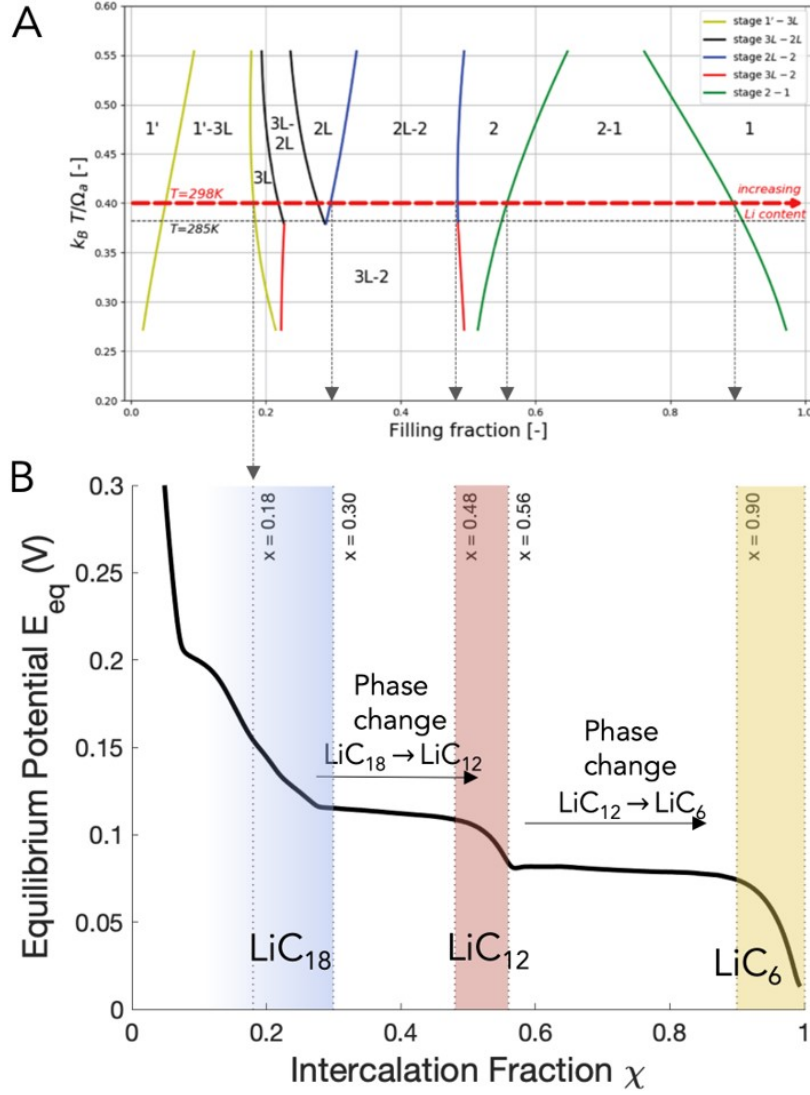 A
stage 1' − 3L
stage 3L − 2L
stage 2L − 2
stage 3L − 2
stage 2 − 1
0.60
0.55
0.50
0.45
0.40
0.35
0.30
0.25
0.20
k_B T/Ω_a [-]
1'
1'-3L
3L-
2L
2L
2L-2
2
2-1
1
3L
T=298K
increasing
Li content
T=285K
3L-2
0.0
0.2
0.4
0.6
0.8
1.0
Filling fraction [-]
B
0.3
0.25
0.2
0.15
0.1
0.05
0
Equilibrium Potential E_eq (V)
x = 0.18
x = 0.30
x = 0.48
x = 0.56
x = 0.90
Phase
change
LiC₁₈→LiC₁₂
Phase
change
LiC₁₂→LiC₆
LiC₁₈
LiC₁₂
LiC₆
0
0.2
0.4
0.6
0.8
1
Intercalation Fraction χ